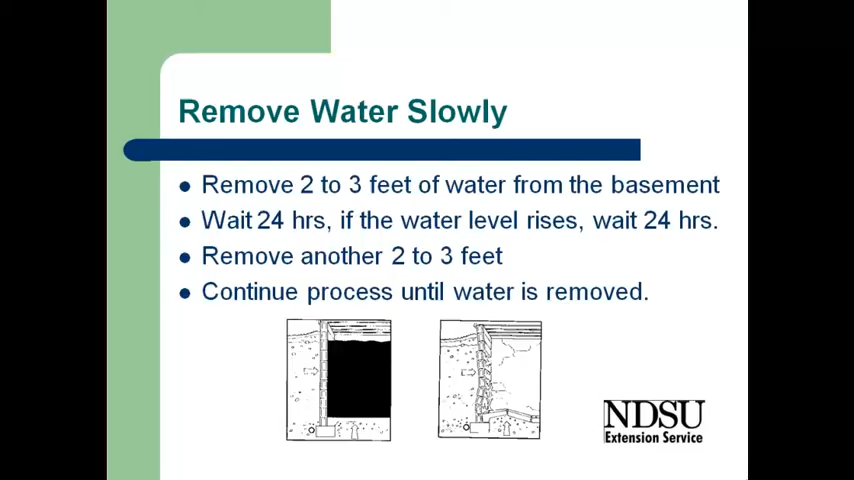 Remove Water Slowly
Remove 2 to 3 feet of water from the basement
Wait 24 hrs, if the water level rises, wait 24 hrs.
Remove another 2 to 3 feet
Continue process until water is removed.
NDSU
Extension Service